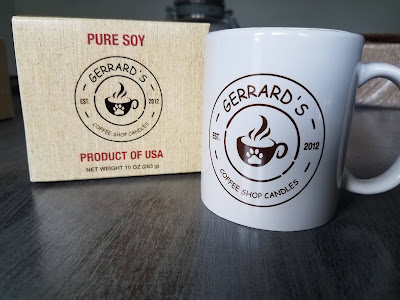 PURE SOY
GERRARD'S
EST. 2012
COFFEE SHOP CANDLES
PRODUCT OF USA
NET WEIGHT 10 OZ (283 g)
GERRARD'S
EST. 2012
COFFEE SHOP CANDLES